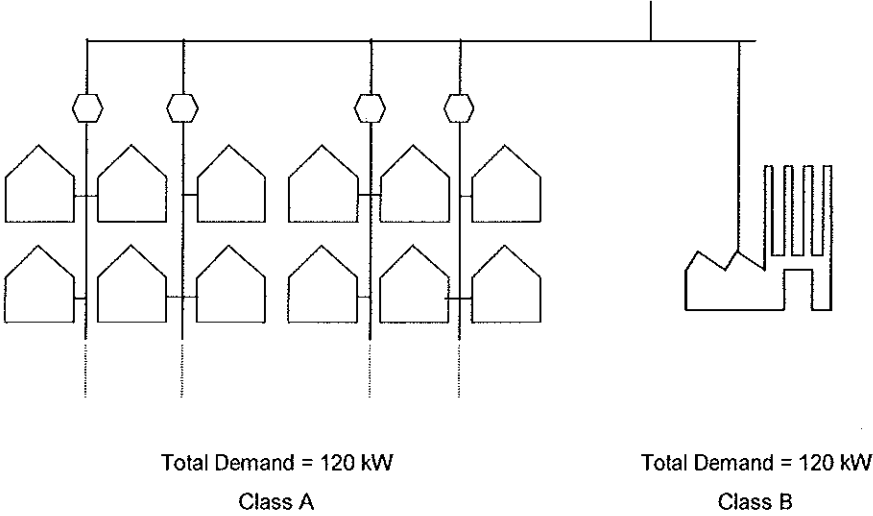 Total Demand = 120 kW
Total Demand = 120 kW
Class A
Class B